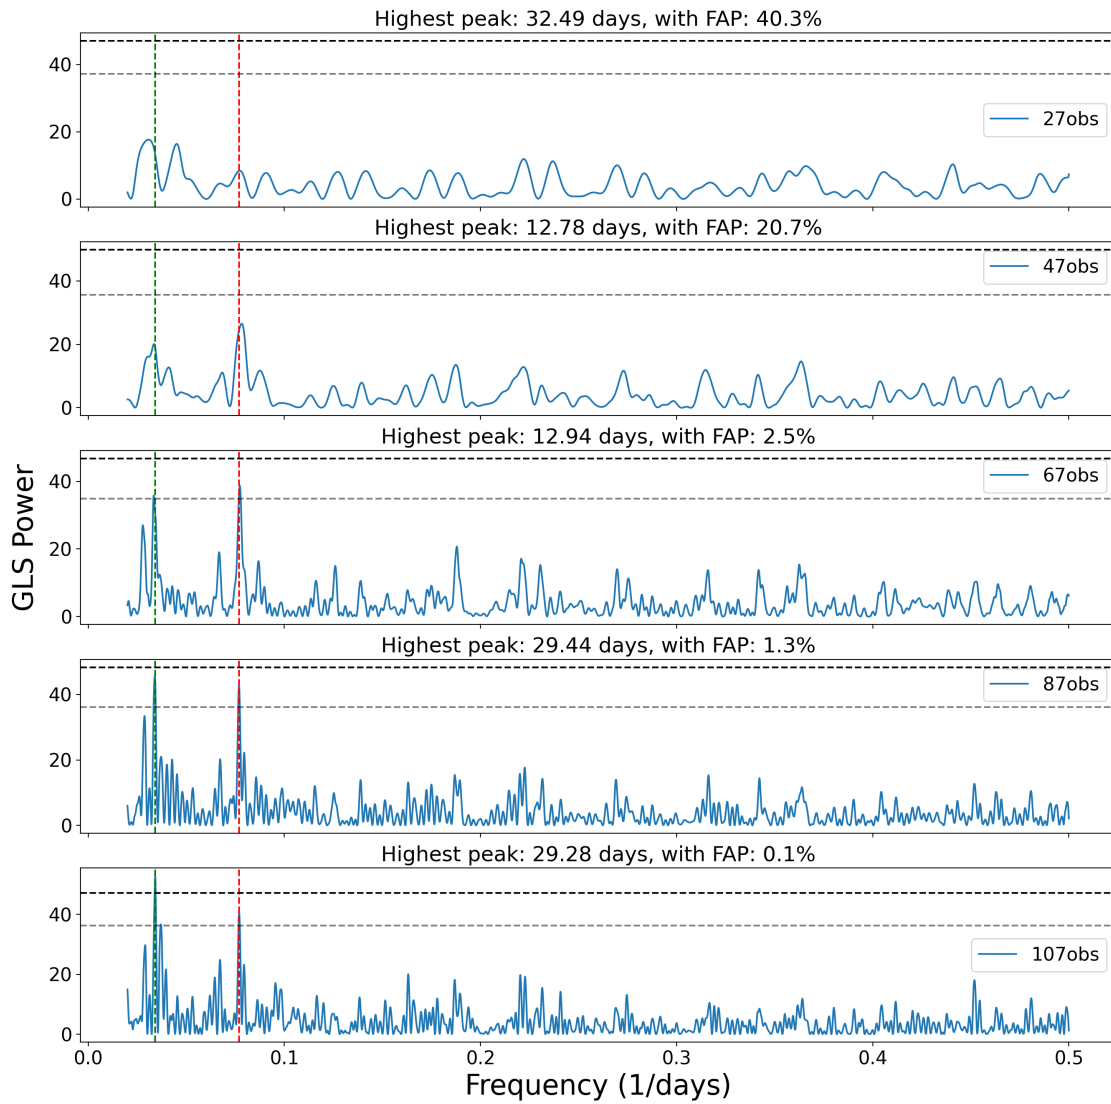 Highest peak: 32.49 days, with FAP: 40.3%
40
20
0
27obs
Highest peak: 12.78 days, with FAP: 20.7%
40
20
0
47obs
Highest peak: 12.94 days, with FAP: 2.5%
40
20
0
67obs
GLS Power
Highest peak: 29.44 days, with FAP: 1.3%
40
20
0
87obs
Highest peak: 29.28 days, with FAP: 0.1%
40
20
0
107obs
0.0 0.1 0.2 0.3 0.4 0.5
Frequency (1/days)